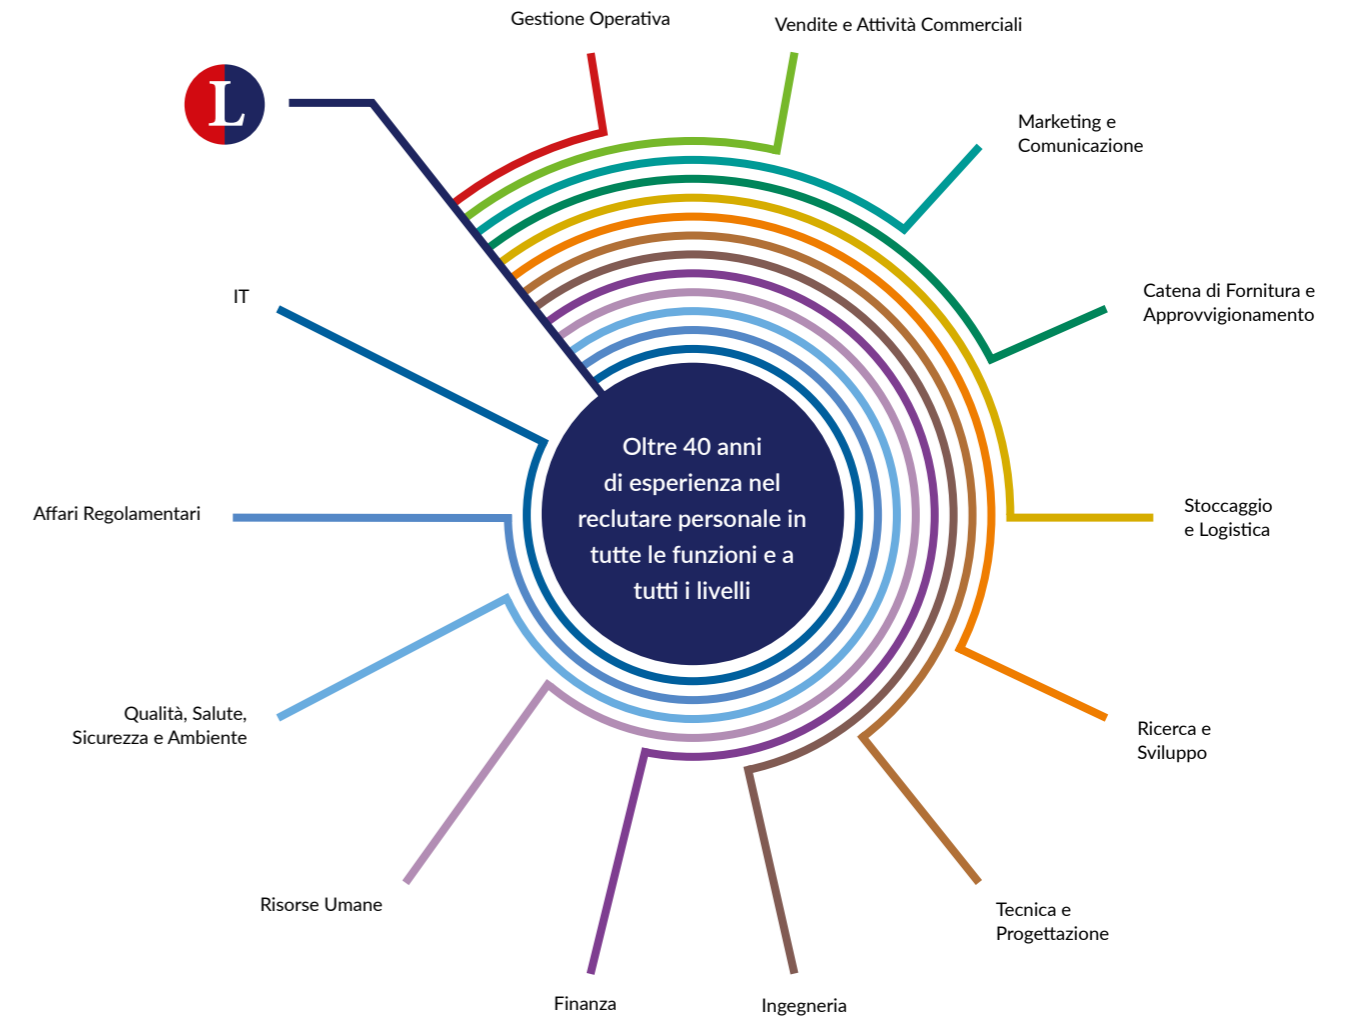 Gestione Operativa
Vendite e Attività Commerciali
L
Marketing e
Comunicazione
Catena di Fornitura e
Approvvigionamento
IT
Oltre 40 anni
di esperienza nel
reclutare personale in
tutte le funzioni e a
tutti i livelli
Stoccaggio
e Logistica
Affari Regolamentari
Qualità, Salute,
Sicurezza e Ambiente
Ricerca e
Sviluppo
Risorse Umane
Tecnica e
Progettazione
Finanza
Ingegneria